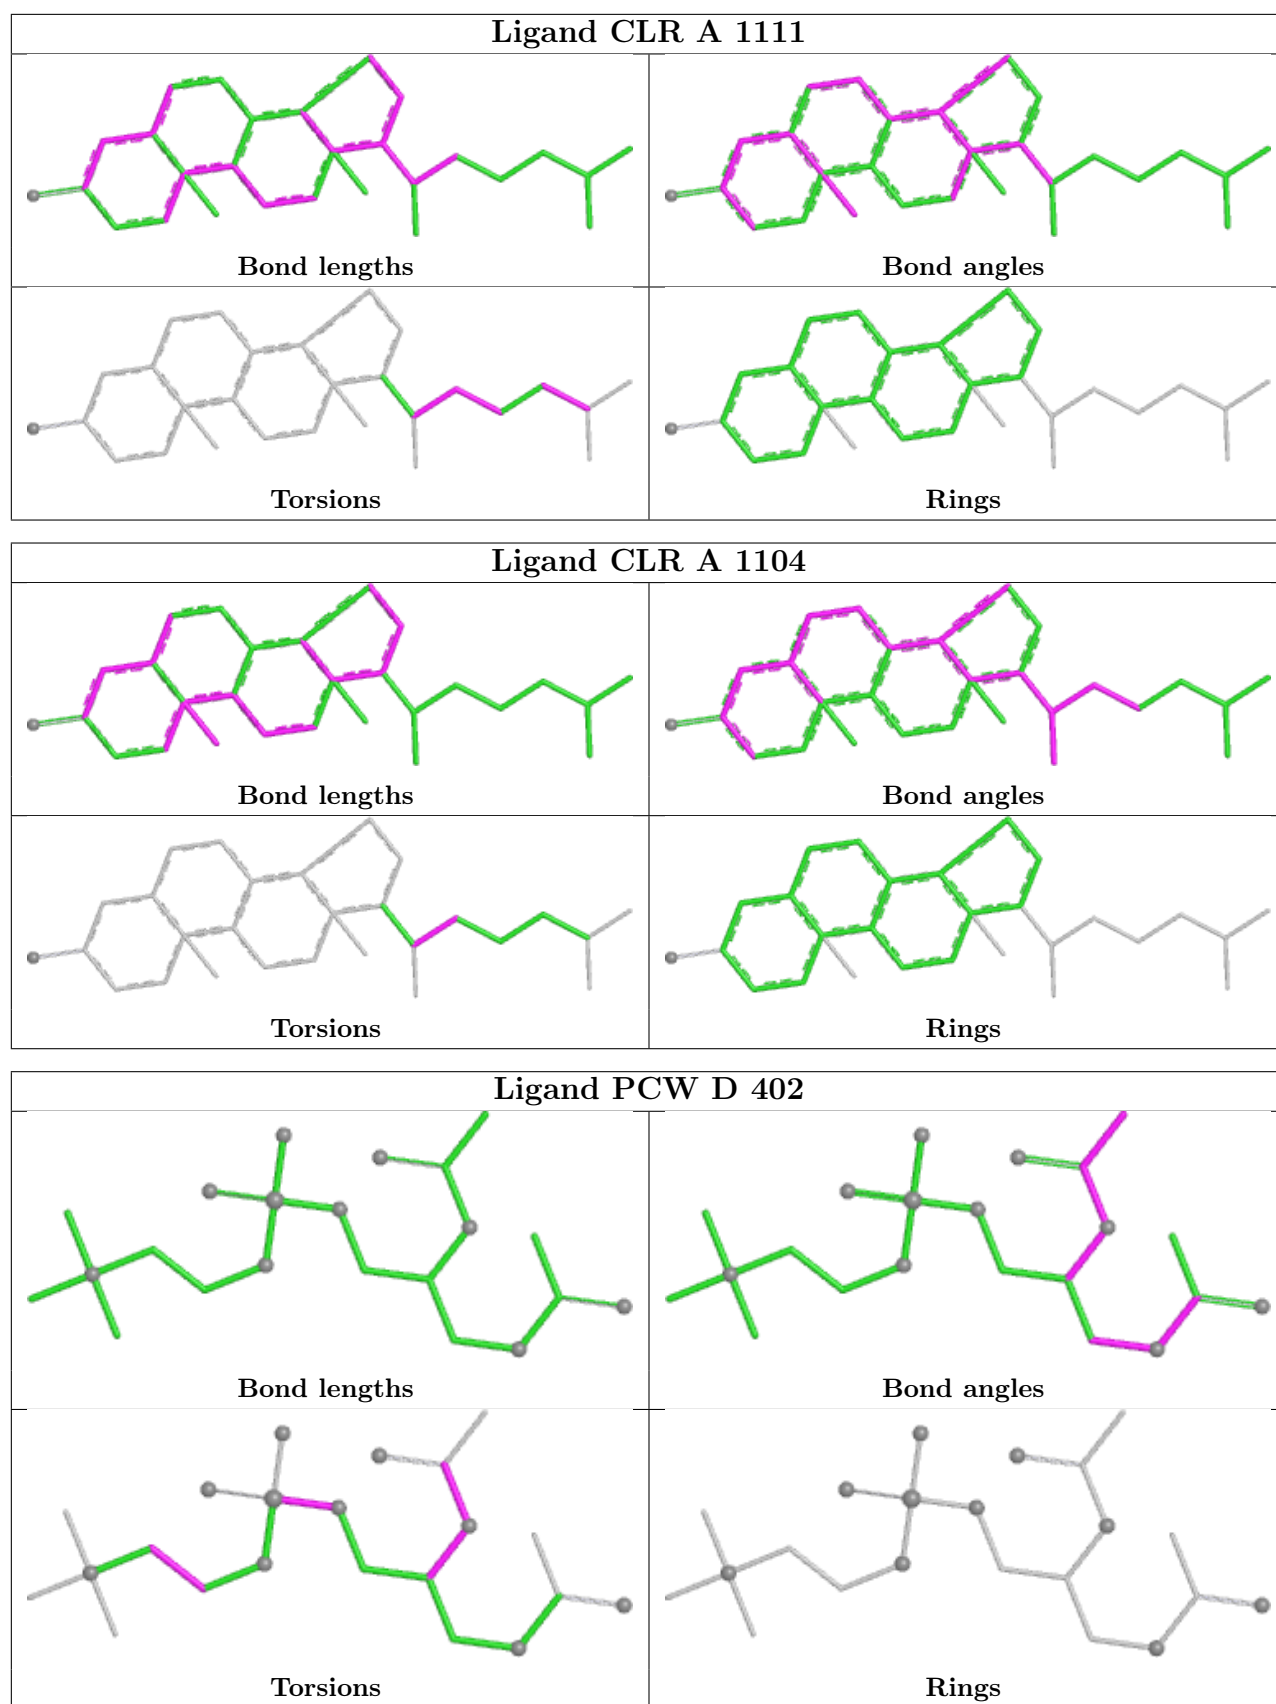 Ligand CLR A 1111
Bond lengths
Bond angles
Torsions
Rings
Ligand CLR A 1104
Bond lengths
Bond angles
Torsions
Rings
Ligand PCW D 402
Bond lengths
Bond angles
Torsions
Rings